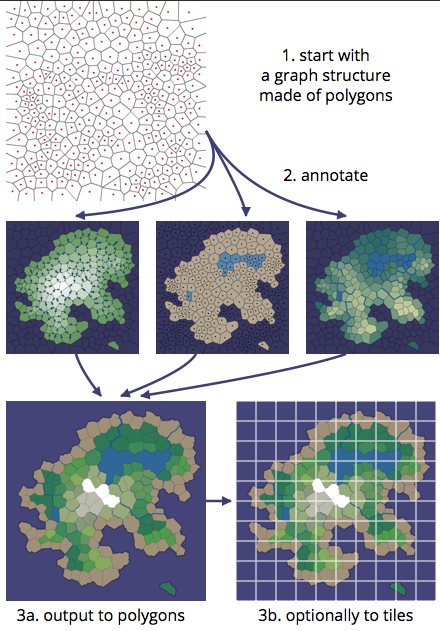 1. start with
a graph structure
made of polygons
2. annotate
3a. output to polygons
3b. optionally to tiles